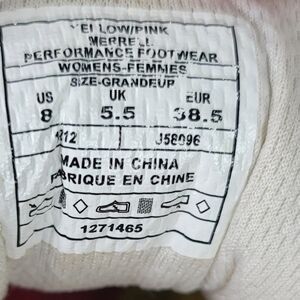 YELLOW/PINK
MERRELL
PERFORMANCE FOOTWEAR
WOMENS-FEMMES
SIZE-GRANDEUP
US UK EUR
8 5.5 38.5
J58096
MADE IN CHINA
FABRIQUE EN CHINE
1271465